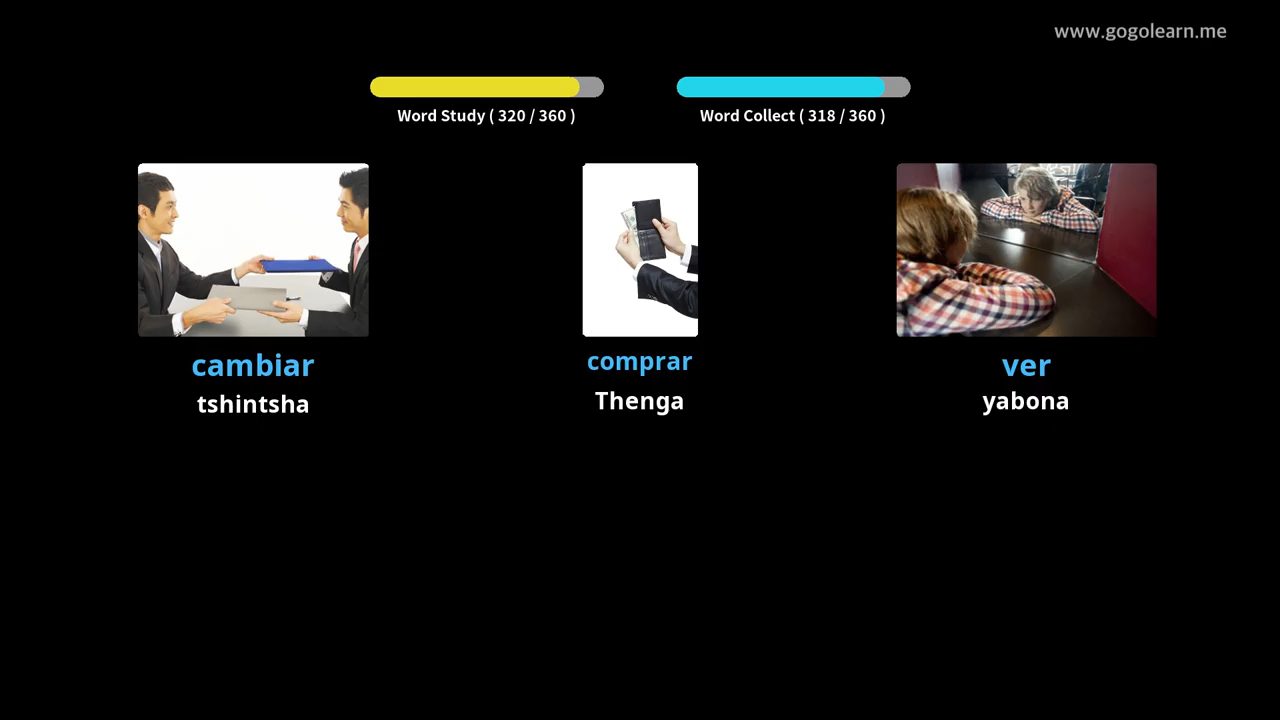 www.gogolearn.me
Word Study ( 320 / 360 )
Word Collect ( 318 / 360 )
cambiar
tshintsha
comprar
Thenga
ver
yabona